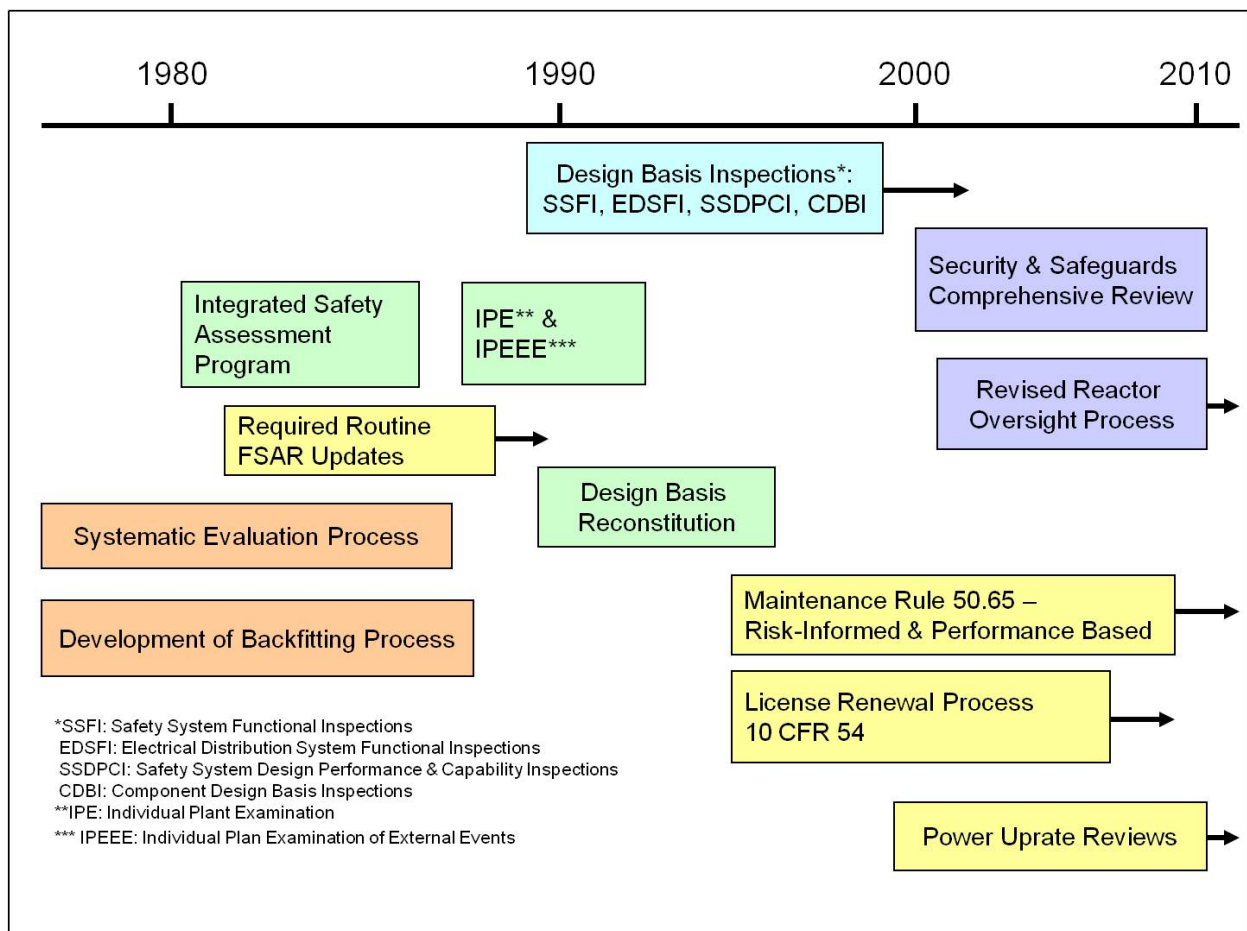 1980 1990 2000 2010
Design Basis Inspections*:
SSFI, EDSFI, SSDPCI, CDBI
Security & Safeguards
Comprehensive Review
Integrated Safety
Assessment
Program
IPE** &
IPEEE***
Revised Reactor
Oversight Process
Required Routine
FSAR Updates
Design Basis
Reconstitution
Systematic Evaluation Process
Maintenance Rule 50.65 –
Risk-Informed & Performance Based
Development of Backfitting Process
License Renewal Process
10 CFR 54
*SSFI: Safety System Functional Inspections
EDSFI: Electrical Distribution System Functional Inspections
SSDPCI: Safety System Design Performance & Capability Inspections
CDBI: Component Design Basis Inspections
**IPE: Individual Plant Examination
*** IPEEE: Individual Plan Examination of External Events
Power Uprate Reviews